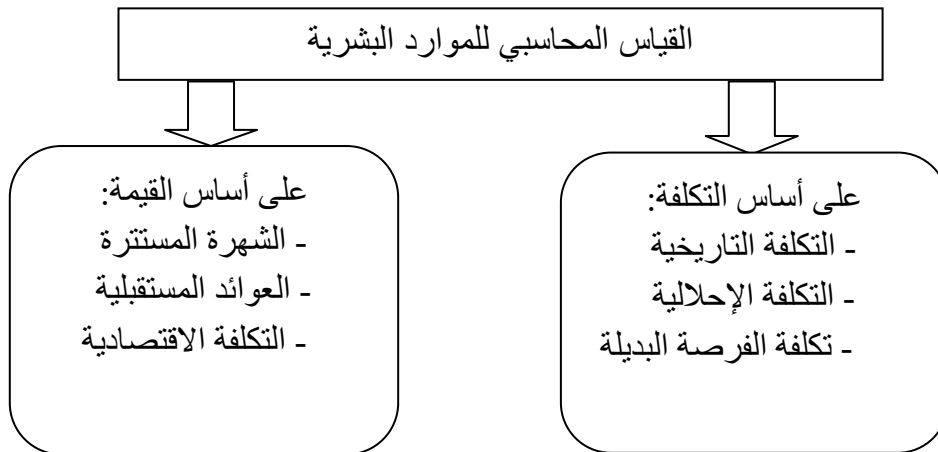 القياس المحاسبي للموارد البشرية
على أساس التكلفة:
- التكلفة التاريخية
- التكلفة الإحلالية
- تكلفة الفرصة البديلة
على أساس القيمة:
- الشهرة المستترة
- العوائد المستقبلية
- التكلفة الاقتصادية